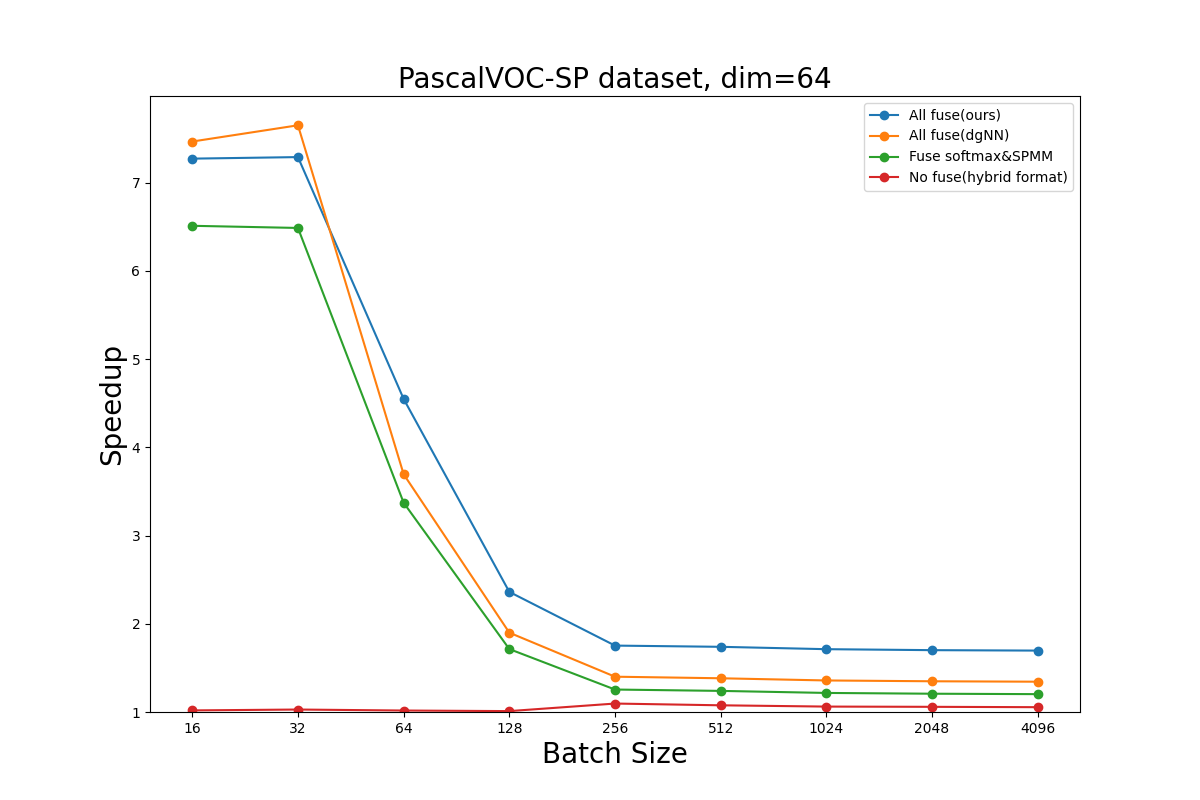 PascalVOC-SP dataset, dim=64
All fuse(ours)
All fuse(dgNN)
Fuse softmax&SPMM
No fuse(hybrid format)
Speedup
7
6
5
4
3
2
1
16 32 64 128 256 512 1024 2048 4096
Batch Size